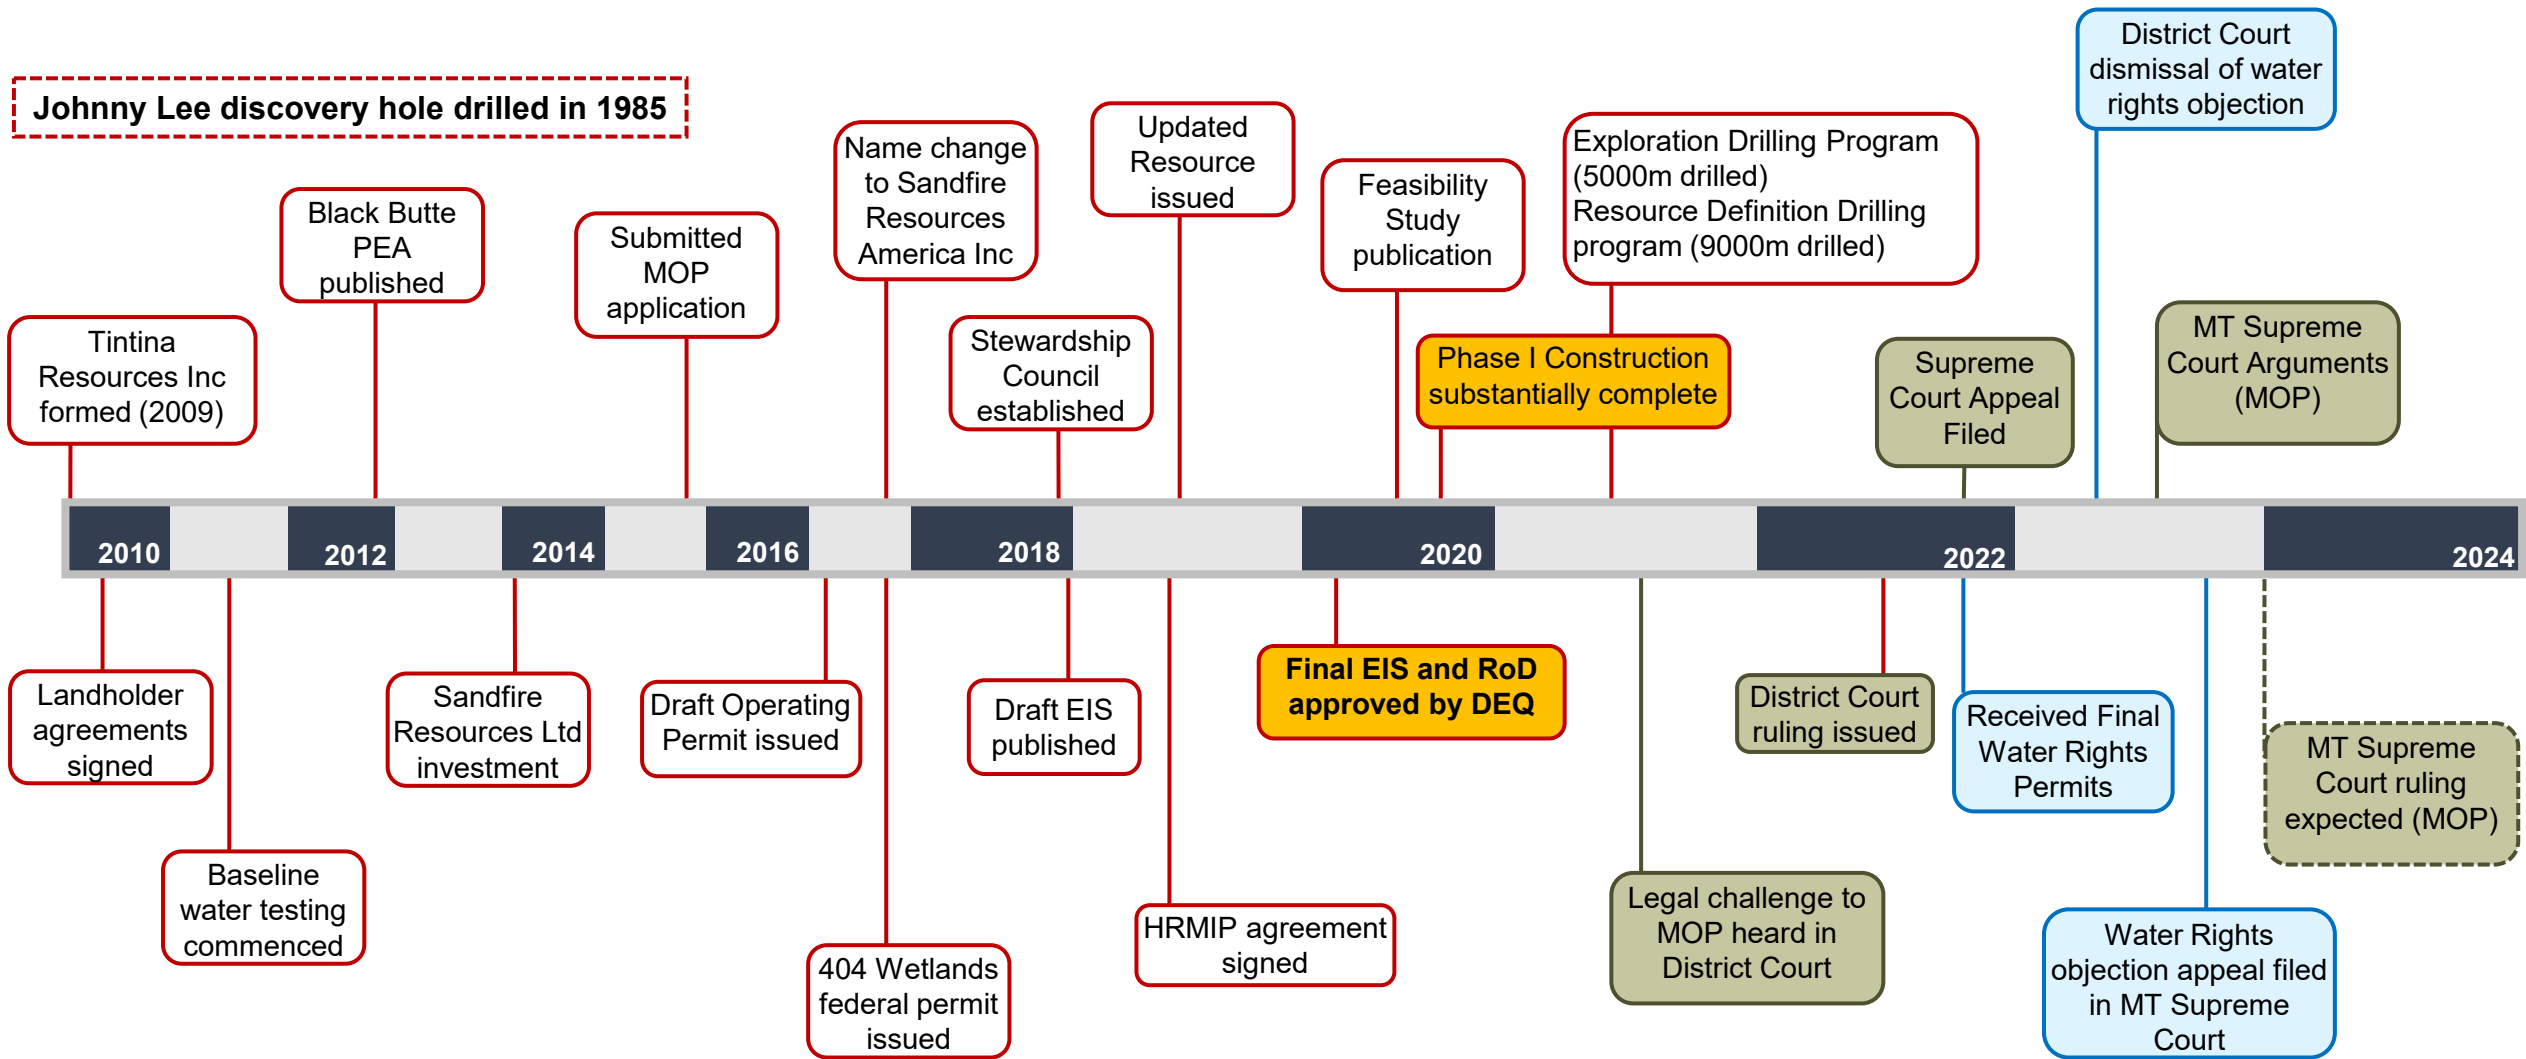 Johnny Lee discovery hole drilled in 1985
Tintina
Resources Inc
formed (2009)
Black Butte
PEA
published
Submitted
MOP
application
Name change
to Sandfire
Resources
America Inc
Stewardship
Council
established
Updated
Resource
issued
Feasibility
Study
publication
Phase I Construction
substantially complete
Exploration Drilling Program
(5000m drilled)
Resource Definition Drilling
program (9000m drilled)
Supreme
Court Appeal
Filed
District Court
dismissal of water
rights objection
MT Supreme
Court Arguments
(MOP)
2010
2012
2014
2016
2018
2020
2022
2024
Landholder
agreements
signed
Baseline
water testing
commenced
Sandfire
Resources Ltd
investment
Draft Operating
Permit issued
404 Wetlands
federal permit
issued
Draft EIS
published
HRMIP agreement
signed
Final EIS and RoD
approved by DEQ
Legal challenge to
MOP heard in
District Court
District Court
ruling issued
Received Final
Water Rights
Permits
Water Rights
objection appeal filed
in MT Supreme
Court
MT Supreme
Court ruling
expected (MOP)